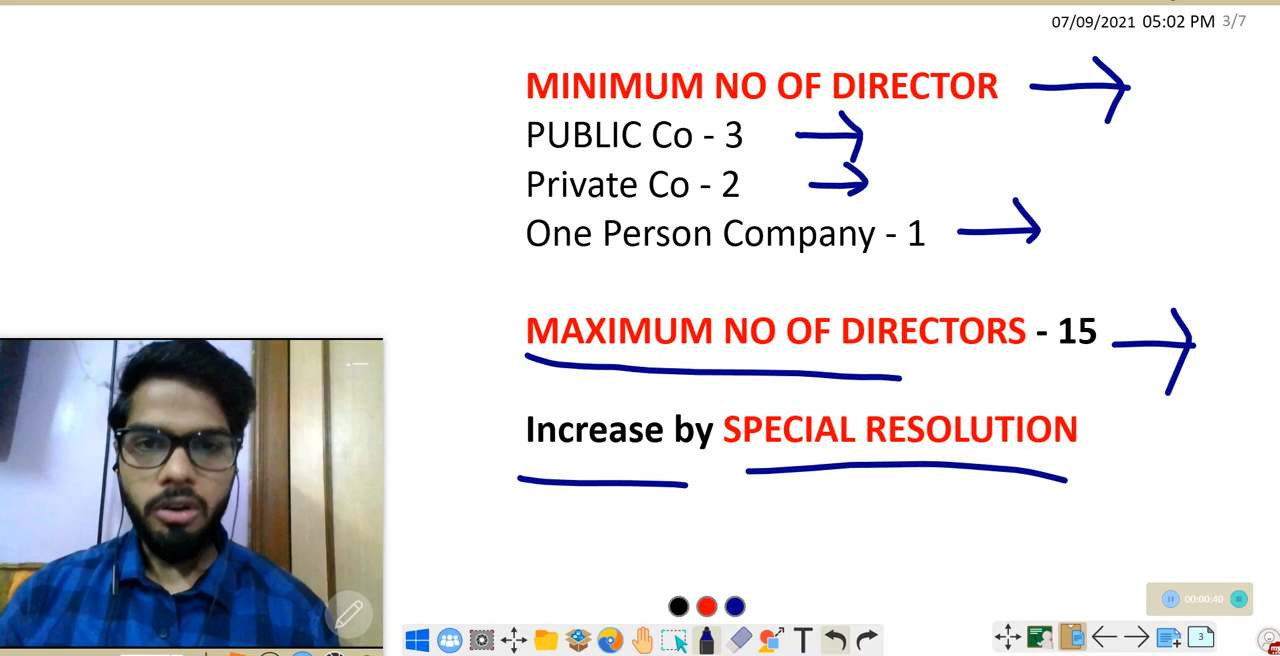 07/09/2021 05:02 PM 3/7
MINIMUM NO OF DIRECTOR
PUBLIC Co - 3
Private Co - 2
One Person Company - 1
MAXIMUM NO OF DIRECTORS - 15
Increase by SPECIAL RESOLUTION
00:00:40
T
3